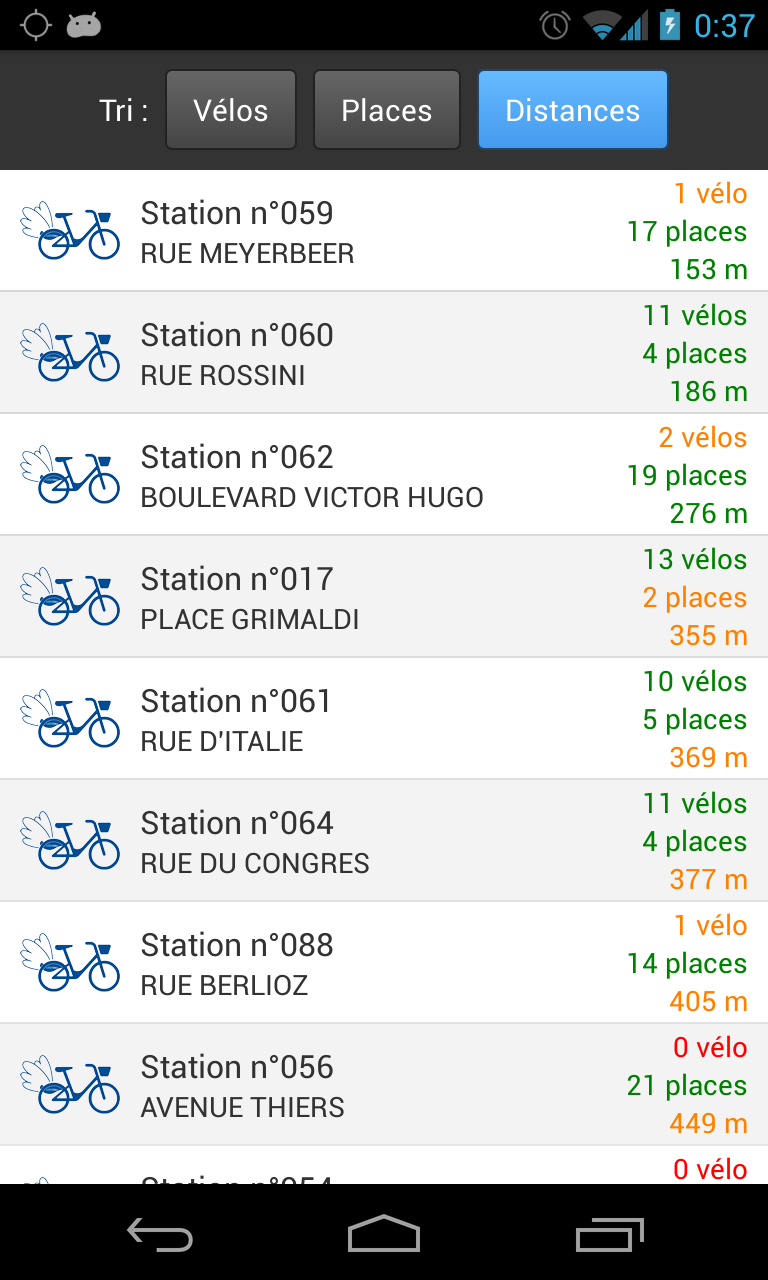 0:37
Tri :
Vélos
Places
Distances
Station n°059
RUE MEYERBEER
1 vélo
17 places
153 m
Station n°060
RUE ROSSINI
11 vélos
4 places
186 m
Station n°062
BOULEVARD VICTOR HUGO
2 vélos
19 places
276 m
Station n°017
PLACE GRIMALDI
13 vélos
2 places
355 m
Station n°061
RUE D'ITALIE
10 vélos
5 places
369 m
Station n°064
RUE DU CONGRES
11 vélos
4 places
377 m
Station n°088
RUE BERLIOZ
1 vélo
14 places
405 m
Station n°056
AVENUE THIERS
0 vélo
21 places
449 m
Station n°054
0 vélo